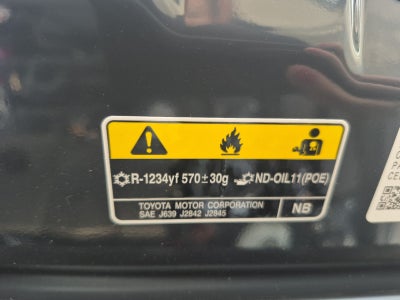 R-1234yf 570±30g ND-OIL11(POE)
TOYOTA MOTOR CORPORATION
SAE J639 J2842 J2845
NB